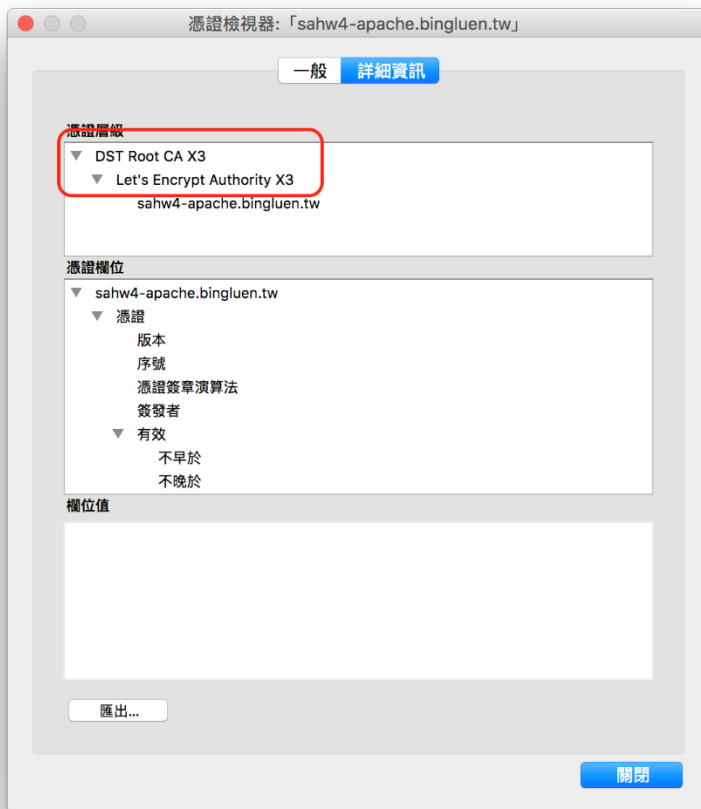 憑證檢視器:「sahw4-apache.bingluen.tw」
一般 詳細資訊
憑證層級
DST Root CA X3
Let's Encrypt Authority X3
sahw4-apache.bingluen.tw
憑證欄位
sahw4-apache.bingluen.tw
憑證
版本
序號
憑證簽章演算法
簽發者
有效
不早於
不晚於
欄位值
匯出...
關閉